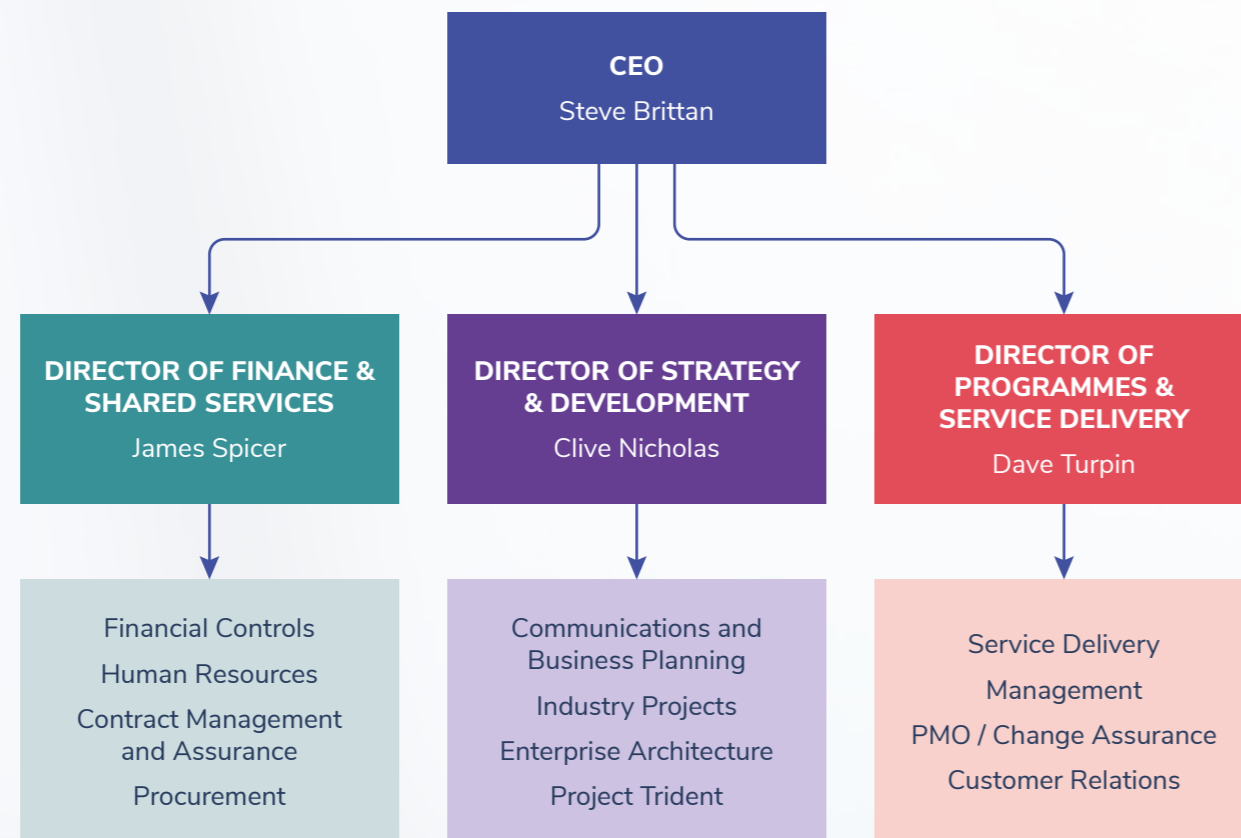 CEO
Steve Brittan
DIRECTOR OF FINANCE &
SHARED SERVICES
James Spicer
DIRECTOR OF STRATEGY
& DEVELOPMENT
Clive Nicholas
DIRECTOR OF
PROGRAMMES &
SERVICE DELIVERY
Dave Turpin
Financial Controls
Human Resources
Contract Management
and Assurance
Procurement
Communications and
Business Planning
Industry Projects
Enterprise Architecture
Project Trident
Service Delivery
Management
PMO / Change Assurance
Customer Relations